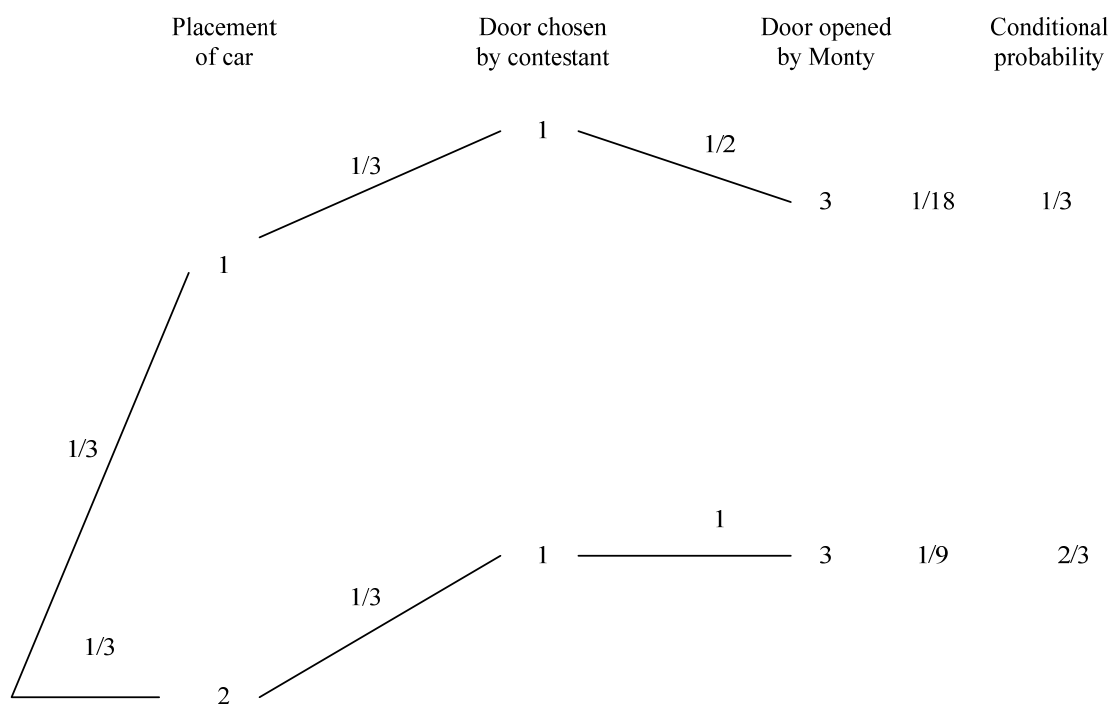 Placement Door chosen Door opened Conditional
of car by contestant by Monty probability
1
1/2
1/3
3 1/18 1/3
1
1/3
1
1 3 1/9 2/3
1/3
1/3
2